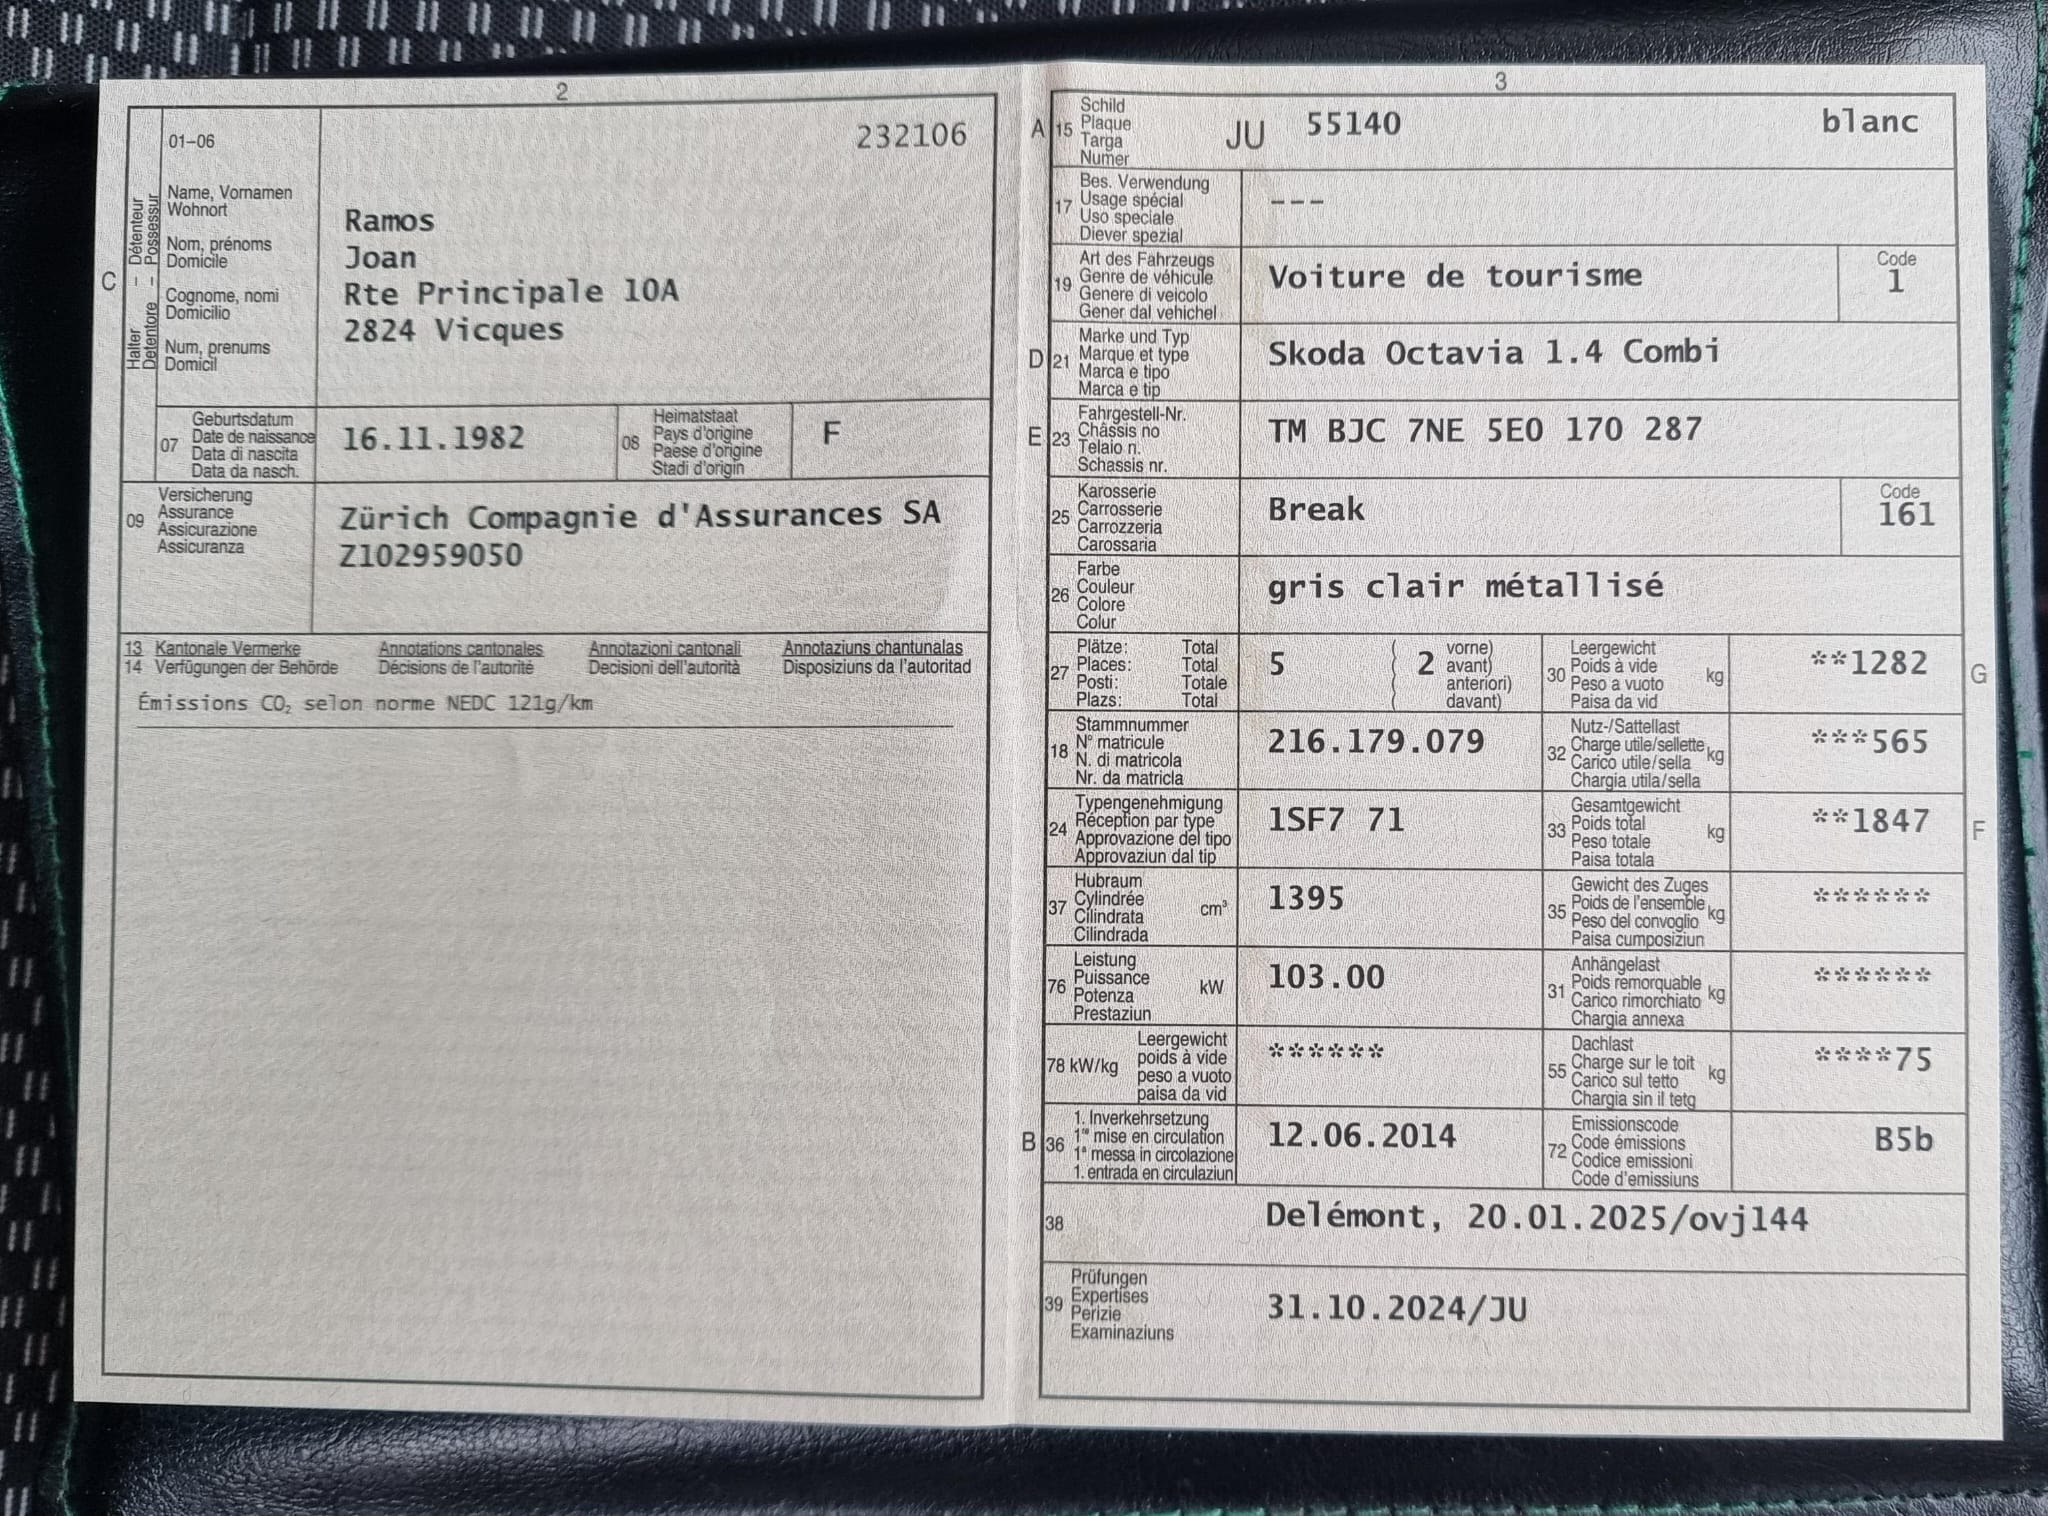 2
01-06
232106
Halter - Détenteur
Detentore - Possessur
C
Name, Vornamen
Wohnort
Nom, prénoms
Domicile
Cognome, nomi
Domicilio
Num, prenums
Domicil
Ramos
Joan
Rte Principale 10A
2824 Vicques
07
Geburtsdatum
Date de naissance
Data di nascita
Data da nasch.
16.11.1982
08
Heimatstaat
Pays d'origine
Paese d'origine
Stadi d'origin
F
09
Versicherung
Assurance
Assicurazione
Assicuranza
Zürich Compagnie d'Assurances SA
Z102959050
13 Kantonale Vermerke Annotations cantonales Annotazioni cantonali Annotaziuns chantunalas
14 Verfügungen der Behörde Décisions de l'autorité Decisioni dell'autorità Disposiziuns da l'autoritad
Émissions CO₂ selon norme NEDC 121g/km
3
A 15
Schild
Plaque
Targa
Numer
JU 55140 blanc
17
Bes. Verwendung
Usage spécial
Uso speciale
Diever spezial
---
19
Art des Fahrzeugs
Genre de véhicule
Genere di veicolo
Gener dal vehichel
Voiture de tourisme
Code
1
D 21
Marke und Typ
Marque et type
Marca e tipo
Marca e tip
Skoda Octavia 1.4 Combi
E 23
Fahrgestell-Nr.
Châssis no
Telaio n.
Schassis nr.
TM BJC 7NE 5E0 170 287
25
Karosserie
Carrosserie
Carrozzeria
Carossaria
Break
Code
161
26
Farbe
Couleur
Colore
Colur
gris clair métallisé
27
Plätze: Total
Places: Total
Posti: Totale
Plazs: Total
5
( 2
vorne)
avant)
anteriori)
davant)
30
Leergewicht
Poids à vide
Peso a vuoto
Paisa da vid
kg
**1282
G
18
Stammnummer
N° matricule
N. di matricola
Nr. da matricla
216.179.079
32
Nutz-/Sattellast
Charge utile/sellette
Carico utile/sella
Chargia utila/sella
kg
***565
24
Typengenehmigung
Réception par type
Approvazione del tipo
Approvaziun dal tip
1SF7 71
33
Gesamtgewicht
Poids total
Peso totale
Paisa totala
kg
**1847
F
37
Hubraum
Cylindrée
Cilindrata
Cilindrada
cm³
1395
35
Gewicht des Zuges
Poids de l'ensemble
Peso del convoglio
Paisa cumposiziun
kg
******
76
Leistung
Puissance
Potenza
Prestaziun
kW
103.00
31
Anhängelast
Poids remorquable
Carico rimorchiato
Chargia annexa
kg
******
78 kW/kg
Leergewicht
poids à vide
peso a vuoto
paisa da vid
******
55
Dachlast
Charge sur le toit
Carico sul tetto
Chargia sin il tetg
kg
****75
B 36
1. Inverkehrsetzung
1ʳᵉ mise en circulation
1ª messa in circolazione
1. entrada en circulaziun
12.06.2014
72
Emissionscode
Code émissions
Codice emissioni
Code d'emissiuns
B5b
38
Delémont, 20.01.2025/ovj144
39
Prüfungen
Expertises
Perizie
Examinaziuns
31.10.2024/JU